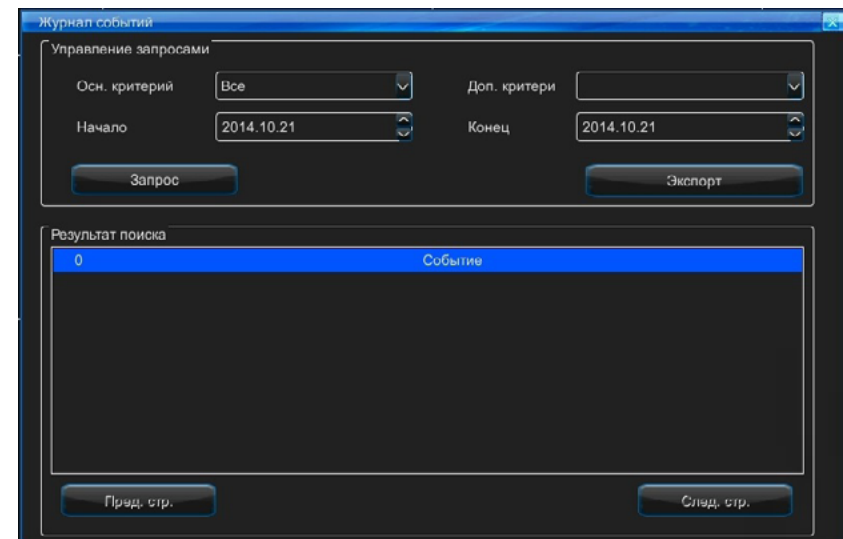 Журнал событий
Управление запросами
Осн. критерий Все Доп. критери
Начало 2014.10.21 Конец 2014.10.21
Запрос Экспорт
Результат поиска
0 Событие
Пред. стр. След. стр.